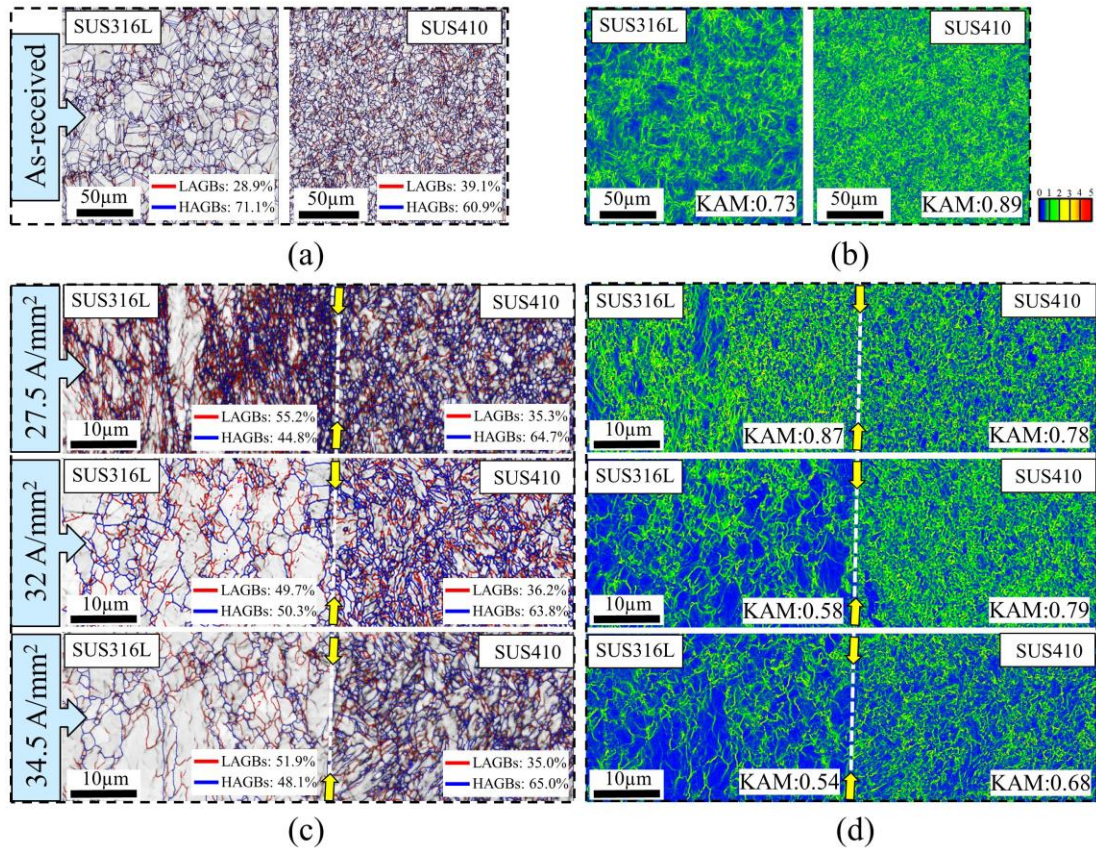 As-received
SUS316L
SUS410
50µm
LAGBs: 28.9%
HAGBs: 71.1%
50µm
LAGBs: 39.1%
HAGBs: 60.9%
(a)
SUS316L
SUS410
50µm
KAM:0.73
50µm
KAM:0.89
0 1 2 3 4 5
(b)
27.5 A/mm²
SUS316L
SUS410
10µm
LAGBs: 55.2%
HAGBs: 44.8%
LAGBs: 35.3%
HAGBs: 64.7%
32 A/mm²
SUS316L
SUS410
10µm
LAGBs: 49.7%
HAGBs: 50.3%
LAGBs: 36.2%
HAGBs: 63.8%
34.5 A/mm²
SUS316L
SUS410
10µm
LAGBs: 51.9%
HAGBs: 48.1%
LAGBs: 35.0%
HAGBs: 65.0%
(c)
SUS316L
SUS410
10µm
KAM:0.87
KAM:0.78
SUS316L
SUS410
10µm
KAM:0.58
KAM:0.79
SUS316L
SUS410
10µm
KAM:0.54
KAM:0.68
(d)